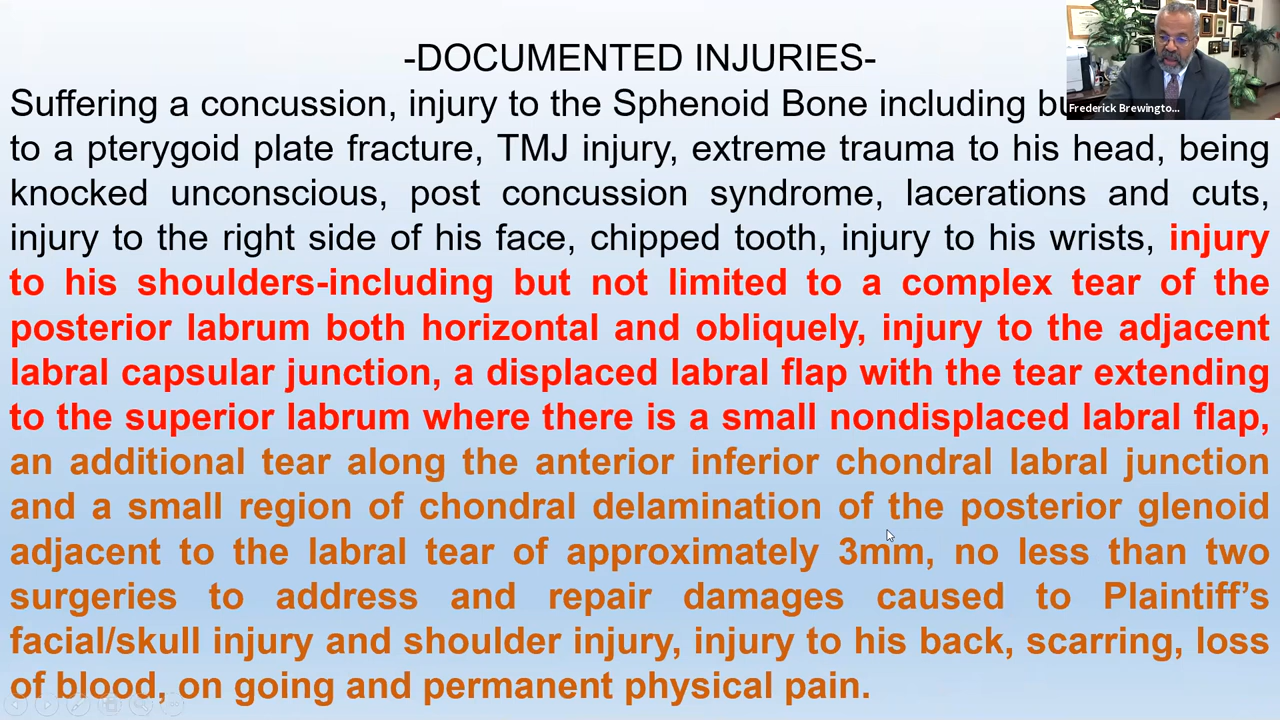 -DOCUMENTED INJURIES-
Suffering a concussion, injury to the Sphenoid Bone including
Frederick Brewingto...
to a pterygoid plate fracture, TMJ injury, extreme trauma to his head, being
knocked unconscious, post concussion syndrome, lacerations and cuts,
injury to the right side of his face, chipped tooth, injury to his wrists, injury
to his shoulders-including but not limited to a complex tear of the
posterior labrum both horizontal and obliquely, injury to the adjacent
labral capsular junction, a displaced labral flap with the tear extending
to the superior labrum where there is a small nondisplaced labral flap,
an additional tear along the anterior inferior chondral labral junction
and a small region of chondral delamination of the posterior glenoid
adjacent to the labral tear of approximately 3mm, no less than two
surgeries to address and repair damages caused to Plaintiff’s
facial/skull injury and shoulder injury, injury to his back, scarring, loss
of blood, on going and permanent physical pain.